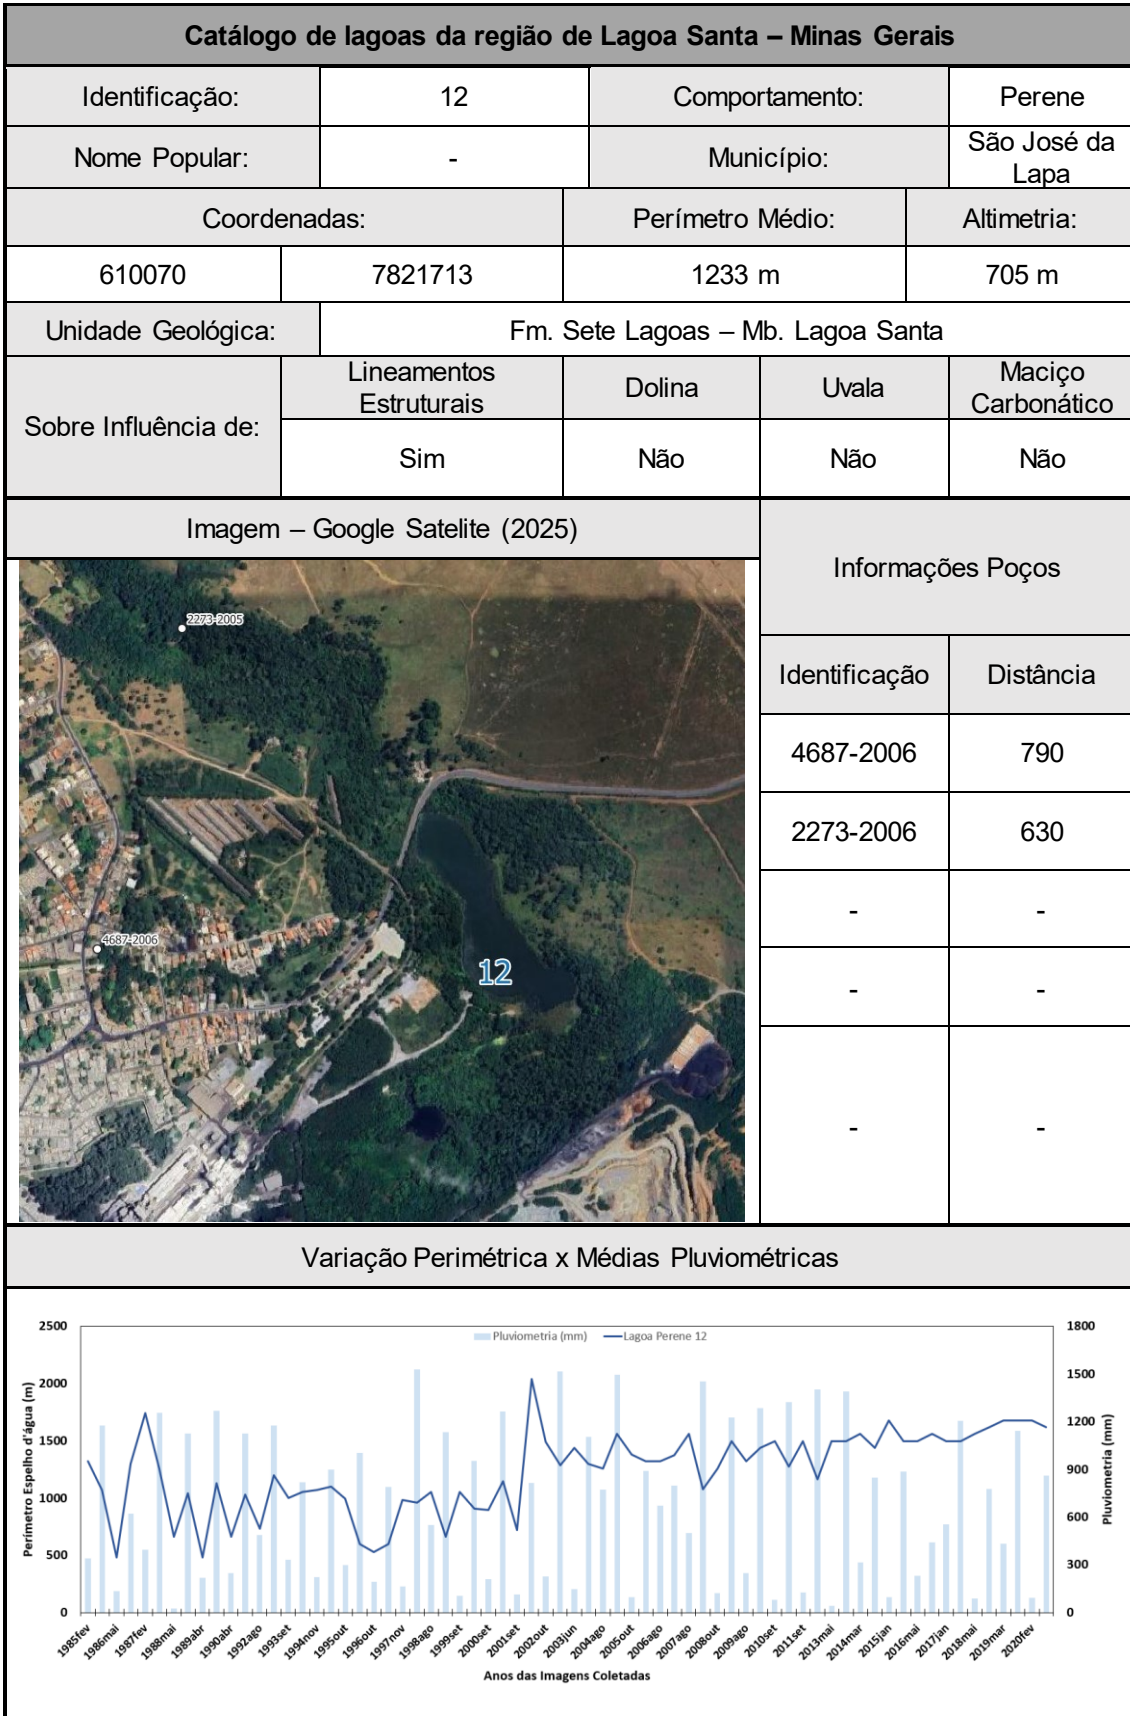 Catálogo de lagoas da região de Lagoa Santa – Minas Gerais
Identificação: 12 Comportamento: Perene
Nome Popular: - Município: São José da
Lapa
Coordenadas: Perímetro Médio: Altimetria:
610070 7821713 1233 m 705 m
Unidade Geológica: Fm. Sete Lagoas – Mb. Lagoa Santa
Sobre Influência de:
Lineamentos
Estruturais
Dolina
Uvala
Maciço
Carbonático
Sim Não Não Não
Imagem – Google Satelite (2025)
Informações Poços
2273-2005
4687-2006
12
Identificação Distância
4687-2006 790
2273-2006 630
- -
- -
- -
Variação Perimétrica x Médias Pluviométricas
Pluviometria (mm) Lagoa Perene 12
Perímetro Espelho d'água (m)
2500
2000
1500
1000
500
0
1800
1500
1200
900
600
300
0
Pluviometria (mm)
1985fev
1986mai
1987fev
1988mai
1989abr
1990abr
1992ago
1993set
1994nov
1995out
1996out
1997nov
1998ago
1999set
2000set
2001set
2002out
2003jun
2004ago
2005out
2006ago
2007ago
2008out
2009ago
2010set
2011set
2013mai
2014mar
2015jan
2016mai
2017jan
2018mai
2019mar
2020fev
Anos das Imagens Coletadas